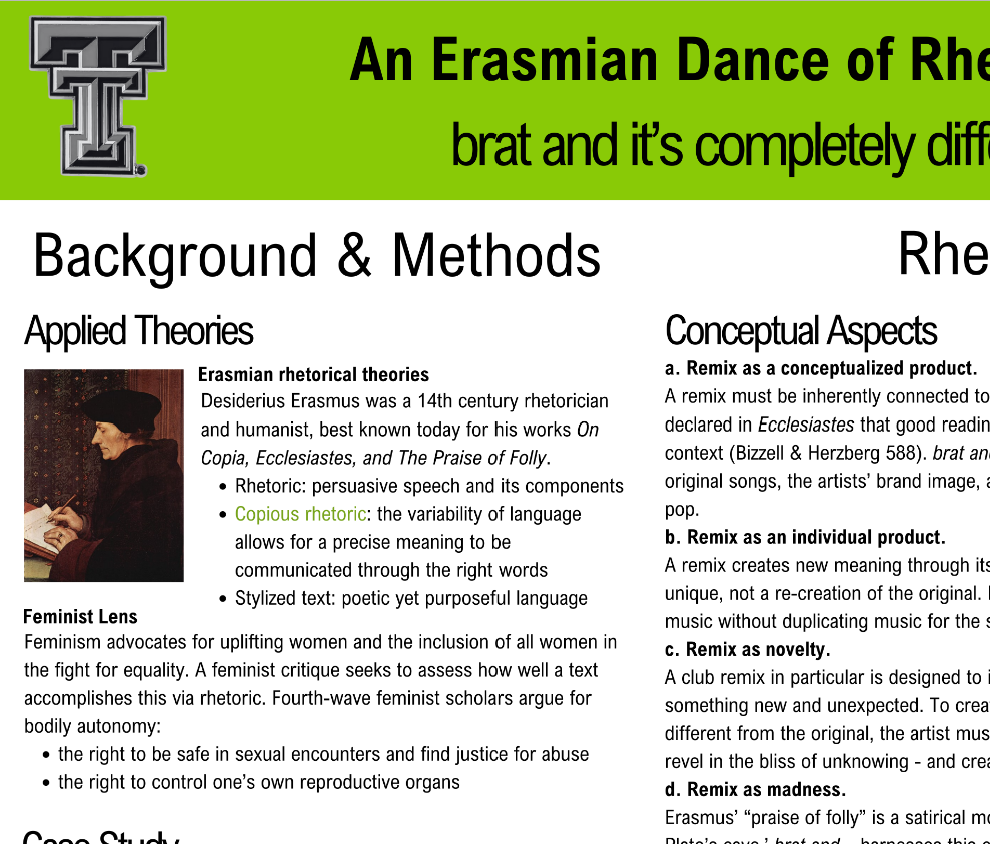 An Erasmian Dance of Rhe
brat and it's completely diffe
Background & Methods
Applied Theories
Erasmian rhetorical theories
Desiderius Erasmus was a 14th century rhetorician
and humanist, best known today for his works On
Copia, Ecclesiastes, and The Praise of Folly.
• Rhetoric: persuasive speech and its components
• Copious rhetoric: the variability of language
allows for a precise meaning to be
communicated through the right words
• Stylized text: poetic yet purposeful language
Feminist Lens
Feminism advocates for uplifting women and the inclusion of all women in
the fight for equality. A feminist critique seeks to assess how well a text
accomplishes this via rhetoric. Fourth-wave feminist scholars argue for
bodily autonomy:
• the right to be safe in sexual encounters and find justice for abuse
• the right to control one's own reproductive organs
Case Study
Rhe
Conceptual Aspects
a. Remix as a conceptualized product.
A remix must be inherently connected to
declared in Ecclesiastes that good readin
context (Bizzell & Herzberg 588). brat and
original songs, the artists' brand image, a
pop.
b. Remix as an individual product.
A remix creates new meaning through its
unique, not a re-creation of the original.
music without duplicating music for the s
c. Remix as novelty.
A club remix in particular is designed to i
something new and unexpected. To crea
different from the original, the artist mus
revel in the bliss of unknowing - and crea
d. Remix as madness.
Erasmus' “praise of folly” is a satirical mo
Plato's cave,' brat and... harnesses this